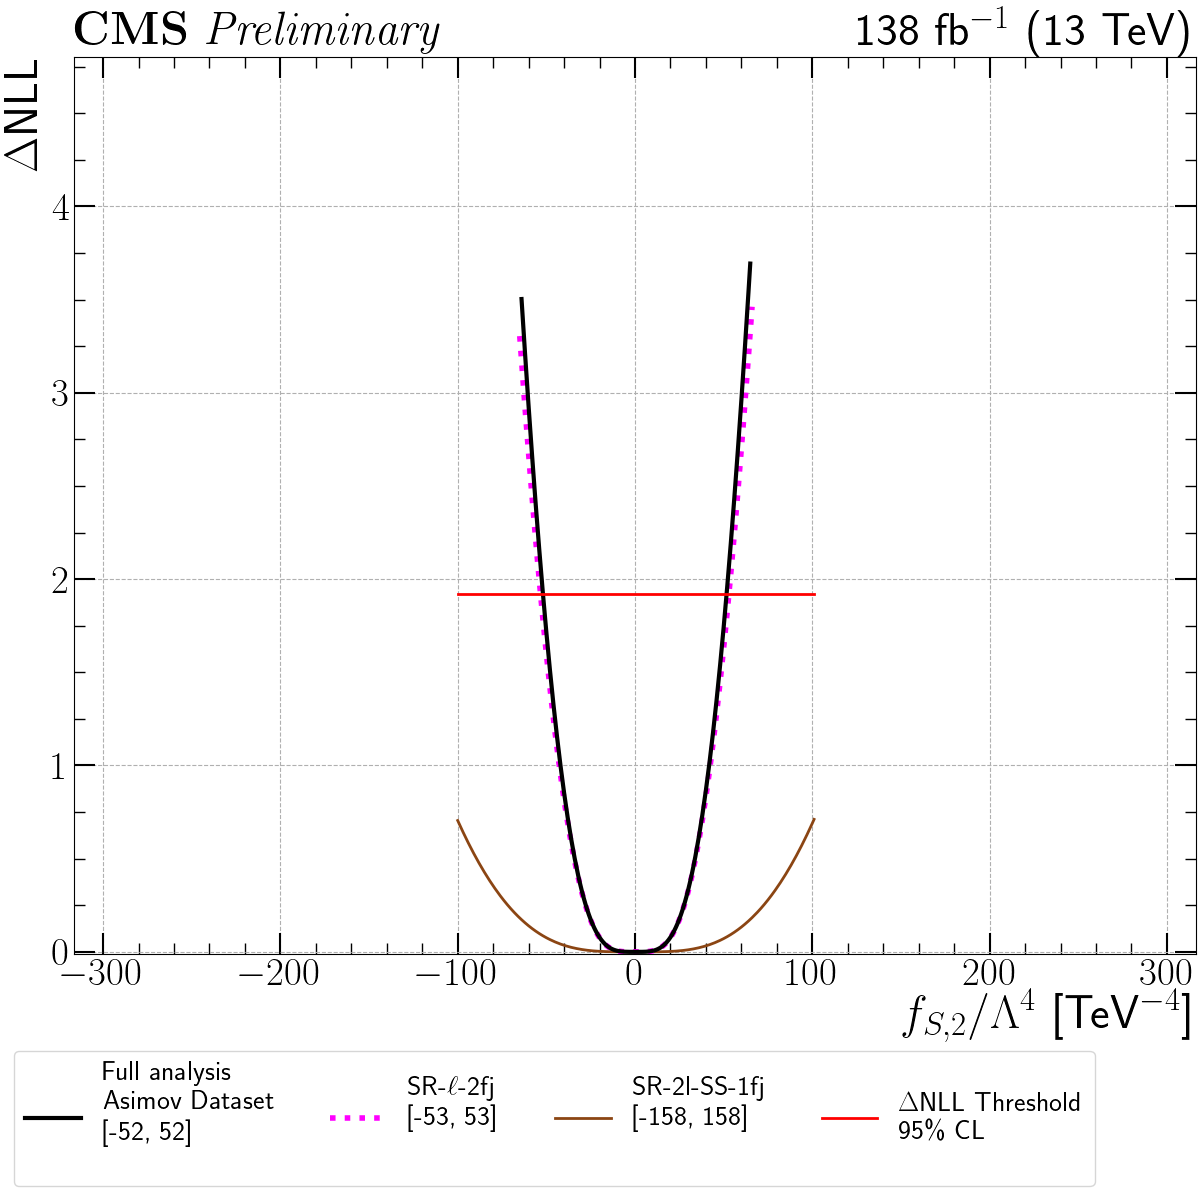 CMS Preliminary
138 fb⁻¹ (13 TeV)
ΔNLL
4
3
2
1
0
−300 −200 −100 0 100 200 300
f_{S,2}/Λ⁴ [TeV⁻⁴]
Full analysis
Asimov Dataset
[-52, 52]
SR-ℓ-2fj
[-53, 53]
SR-2l-SS-1fj
[-158, 158]
ΔNLL Threshold
95% CL